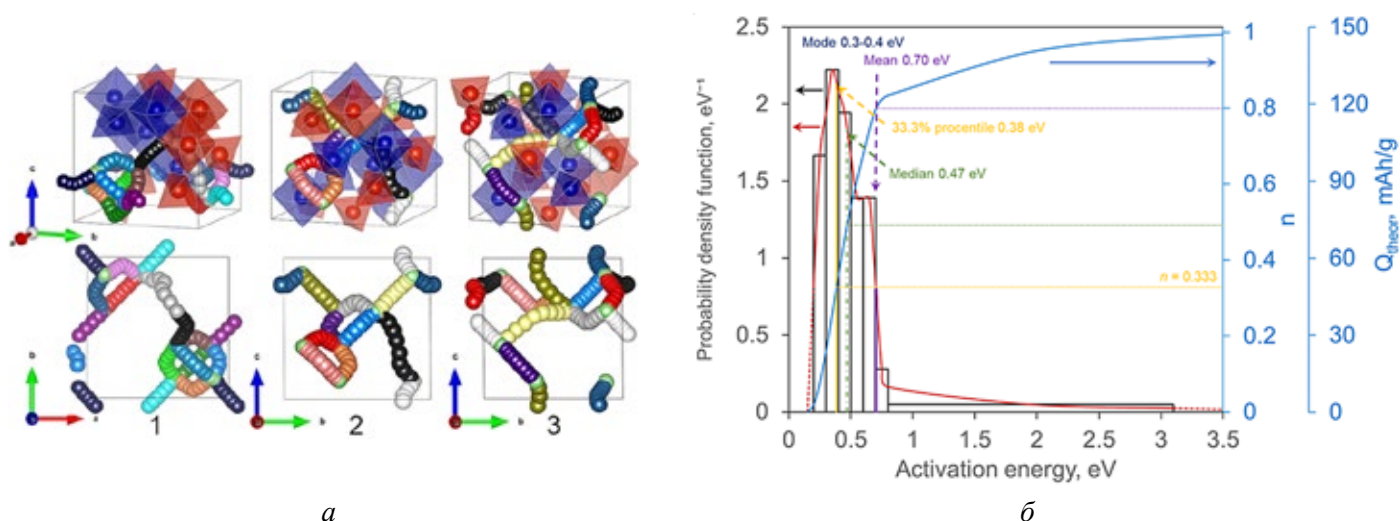 c
b
a
b
a
1
c
b
2
c
b
3
а
Probability density function, eV⁻¹
2.5
2
1.5
1
0.5
0
0
0.5
1
1.5
2
2.5
3
3.5
Activation energy, eV
Mode 0.3-0.4 eV
Mean 0.70 eV
33.3% procentile 0.38 eV
Median 0.47 eV
n = 0.333
1
0.8
0.6
0.4
0.2
0
n
150
120
90
60
30
0
Qtheor, mAh/g
б